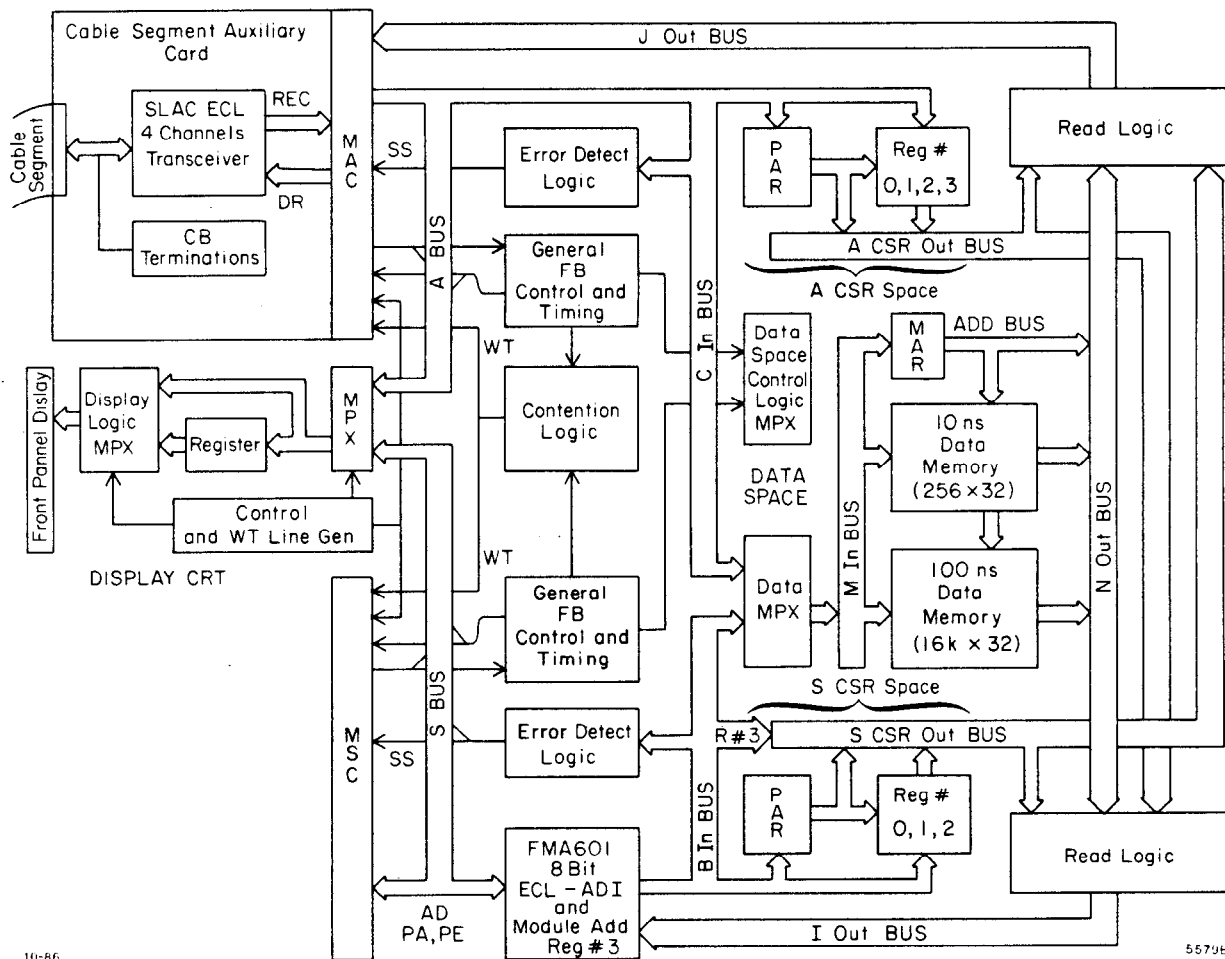 Cable Segment Auxiliary
Card
J Out BUS
SLAC ECL
4 Channels
Transceiver
REC
DR
Cable
Segment
CB
Terminations
MAC
SS
Error Detect
Logic
PAR
Reg #
0,1,2,3
Read Logic
A BUS
General
FB
Control and
Timing
C In BUS
A CSR Out BUS
A CSR Space
WT
Contention
Logic
Data
Space
Control
Logic
MPX
DATA
SPACE
MAR
ADD BUS
10 ns
Data
Memory
(256 × 32)
Front Pannel Dislay
Display
Logic
MPX
Register
MPX
Control
and WT Line Gen
DISPLAY CRT
M In BUS
N Out BUS
WT
General
FB
Control and
Timing
Data
MPX
100 ns
Data
Memory
(16k × 32)
S BUS
MSC
SS
Error Detect
Logic
S CSR Space
R#3
S CSR Out BUS
B In BUS
PAR
Reg #
0,1,2
Read Logic
AD
PA,PE
FMA601
8 Bit
ECL - ADI
and
Module Add
Reg #3
I Out BUS
10-86